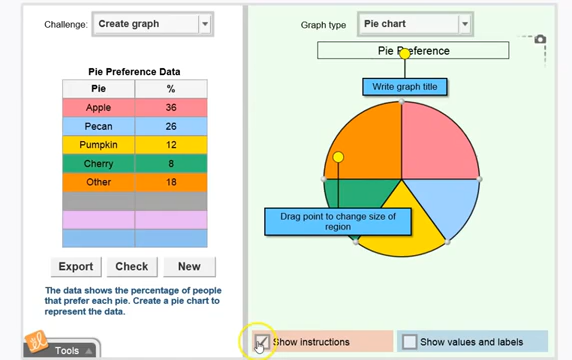 Challenge: Create graph
Graph type Pie chart
Pie Preference
Write graph title
Pie Preference Data
Pie %
Apple 36
Pecan 26
Pumpkin 12
Cherry 8
Other 18
Drag point to change size of
region
Export Check New
The data shows the percentage of people
that prefer each pie. Create a pie chart to
represent the data.
Show instructions
Show values and labels
el
Tools